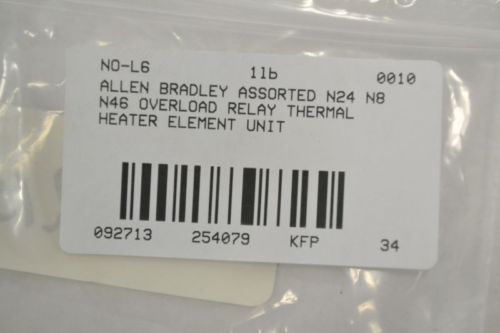 NO-L6 1lb 0010
ALLEN BRADLEY ASSORTED N24 N8
N46 OVERLOAD RELAY THERMAL
HEATER ELEMENT UNIT
092713 254079 KFP 34